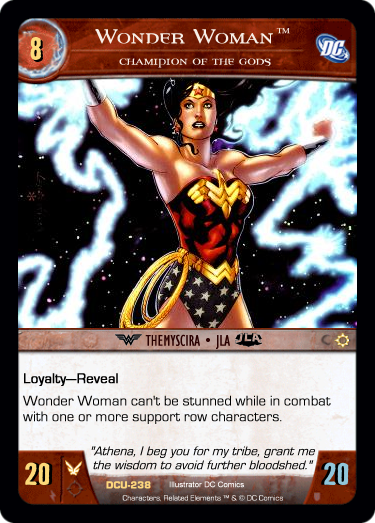 8
WONDER WOMAN™
CHAMPION OF THE GODS
DC
THEMYSCIRA • JLA JLA
Loyalty—Reveal
Wonder Woman can't be stunned while in combat
with one or more support row characters.
"Athena, I beg you for my tribe, grant me
the wisdom to avoid further bloodshed."
20
DCU-238 Illustrator DC Comics
20
Characters, Related Elements ™ & © DC Comics